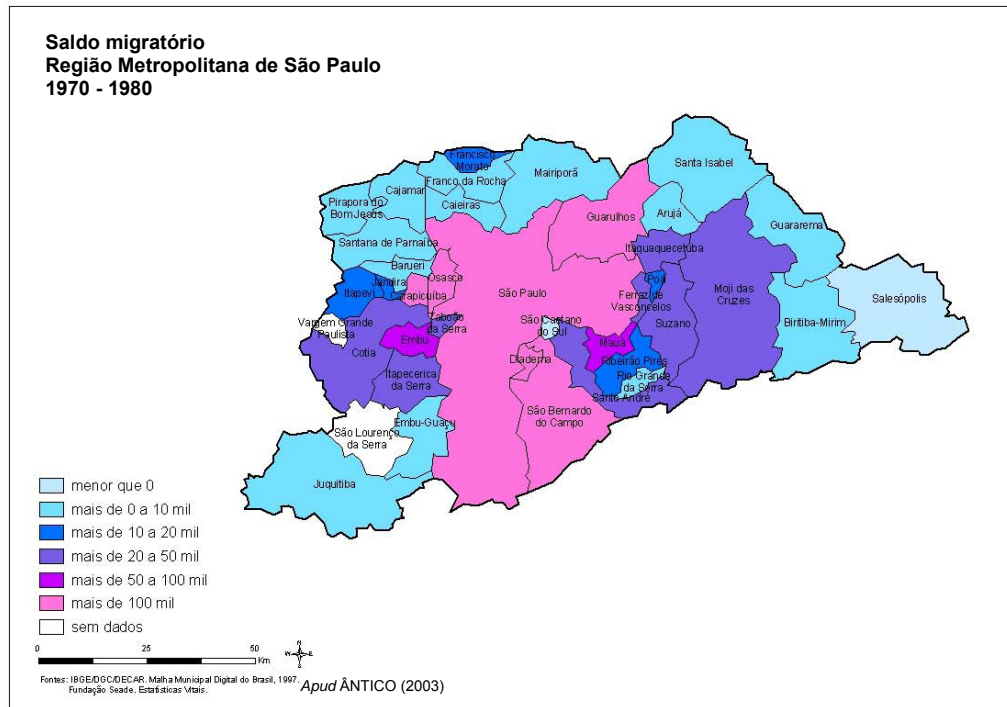 Saldo migratório
Região Metropolitana de São Paulo
1970 - 1980
Francisco
Morato
Franco da Rocha
Mairiporã
Santa Isabel
Cajamar
Pirapora do
Bom Jesus
Caieiras
Guarulhos
Arujá
Guararema
Santana de Parnaíba
Itaquaquecetuba
Barueri
Osasco
Jandira
Itapevi
Carapicuíba
São Paulo
Poá
Ferraz de
Vasconcelos
Moji das
Cruzes
Salesópolis
Suzano
Biritiba-Mirim
Taboão
da Serra
São Caetano
do Sul
Vargem Grande
Paulista
Embu
Mauá
Cotia
Diadema
Ribeirão Pires
Rio Grande
da Serra
Itapecerica
da Serra
Santo André
São Bernardo
do Campo
Embu-Guaçu
São Lourenço
da Serra
Juquitiba
menor que 0
mais de 0 a 10 mil
mais de 10 a 20 mil
mais de 20 a 50 mil
mais de 50 a 100 mil
mais de 100 mil
sem dados
0 25 50
Km
N
W E
S
Fontes: IBGE/DGC/DECAR. Malha Municipal Digital do Brasil, 1997.
Fundação Seade. Estatísticas Vitais.
Apud ÂNTICO (2003)